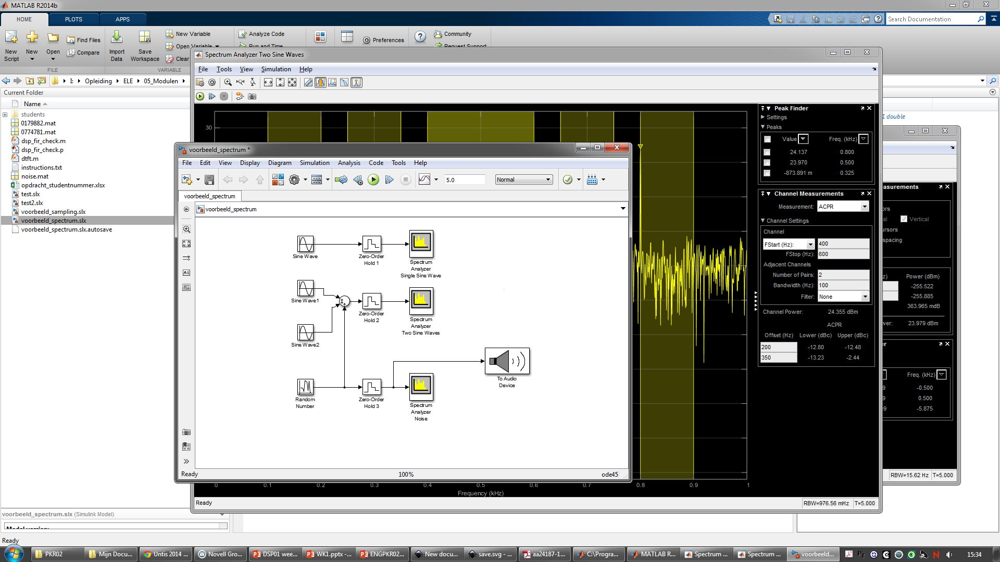 MATLAB R2014b
HOME PLOTS APPS
Search Documentation
New Script
New
Open
Find Files
Compare
FILE
Import Data
Save Workspace
New Variable
Open Variable
Clear
VARIABLE
Analyze Code
Run and Time
Preferences
Community
Request Support
I: Opleiding ELE 05_Modulen
Current Folder
Name
students
0179882.mat
0774781.mat
dsp_fir_check.m
dsp_fir_check.p
dtft.m
instructions.txt
noise.mat
opdracht_studentnummer.xlsx
test.slx
test2.slx
voorbeeld_sampling.slx
voorbeeld_spectrum.slx
voorbeeld_spectrum.slx.autosave
voorbeeld_spectrum.slx (Simulink Model)
Model version:
Ready
Spectrum Analyzer Two Sine Waves
File Tools View Simulation Help
30
0 0.1 0.2 0.3 0.4 0.5 0.6 0.7 0.8 0.9 1
Frequency (kHz)
Ready
RBW=976.56 mHz T=5.000
Peak Finder
Settings
Peaks
Value Freq. (kHz)
24.137 0.800
23.970 0.500
-873.891 m 0.325
Channel Measurements
Measurement: ACPR
Channel Settings
Channel
FStart (Hz): 400
FStop (Hz): 600
Adjacent Channels
Number of Pairs: 2
Bandwidth (Hz): 100
Filter: None
Channel Power: 24.355 dBm
ACPR
Offset (Hz) Lower (dBc) Upper (dBc)
200 -12.80 -12.48
350 -13.23 -2.44
voorbeeld_spectrum *
File Edit View Display Diagram Simulation Analysis Code Tools Help
5.0
Normal
voorbeeld_spectrum
voorbeeld_spectrum
Sine Wave
Zero-Order
Hold 1
Spectrum
Analyzer
Single Sine Wave
Sine Wave1
Zero-Order
Hold 2
Spectrum
Analyzer
Two Sine Waves
Sine Wave2
Random
Number
Zero-Order
Hold 3
Spectrum
Analyzer
Noise
To Audio
Device
Ready 100% ode45
1 double
asurements
ors
al Vertical
ursors
spacing
z) Power (dBm)
-255.522
-255.885
363.965 mdB
wer: 23.979 dBm
er
Freq. (kHz)
9 -0.500
9 0.500
99 -5.875
RBW=15.62 Hz T=5.000
PKR02
Mijn Docu...
Untis 2014 ...
Novell Gro...
DSP01 wee...
WK1.pptx -...
ENGPKR02...
New docu...
save.svg - ...
aa24187-1...
C:\Progra...
MATLAB R...
Spectrum ...
Spectrum ...
voorbeeld...
15:34